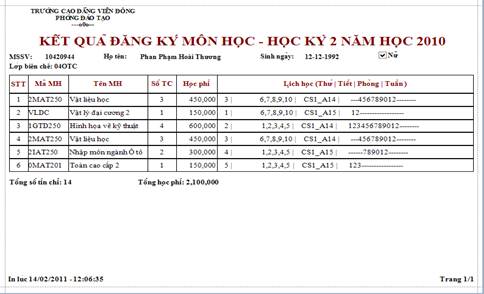 TRƯỜNG CAO ĐẲNG VIỄN ĐÔNG
PHÒNG ĐÀO TẠO
---o0o---
KẾT QUẢ ĐĂNG KÝ MÔN HỌC - HỌC KỲ 2 NĂM HỌC 2010
MSSV: 10420944 Họ tên: Phan Phạm Hoài Thương Sinh ngày: 12-12-1992 Nữ
Lớp biên chế: 04OTC
STT Mã MH Tên MH Số TC Học phí Lịch học (Thứ | Tiết | Phòng | Tuần)
1 2MAT250 Vật liệu học 3 450,000 3 | 6,7,8,9,10 | CS1_A14 | ---456789012--------
2 VLDC Vật lý đại cương 2 1 150,000 1 | 6,7,8,9,10 | CS1_A15 | 12------------------
3 1GTD250 Hình họa vẽ kỹ thuật 4 600,000 2 | 1,2,3,4,5 | CS1_A14 | 123456789012--------
4 2MAT250 Vật liệu học 3 450,000 3 | 6,7,8,9,10 | CS1_A14 | ---456789012--------
5 2IAT250 Nhập môn ngành Ô tô 2 300,000 4 | 1,2,3,4,5 | CS1_A15 | ------789012--------
6 0MAT201 Toán cao cấp 2 1 150,000 5 | 1,2,3,4,5 | CS1_A15 | 123-----------------
Tổng số tín chỉ: 14 Tổng học phí: 2,100,000
In lúc 14/02/2011 - 12:06:35 Trang 1/1